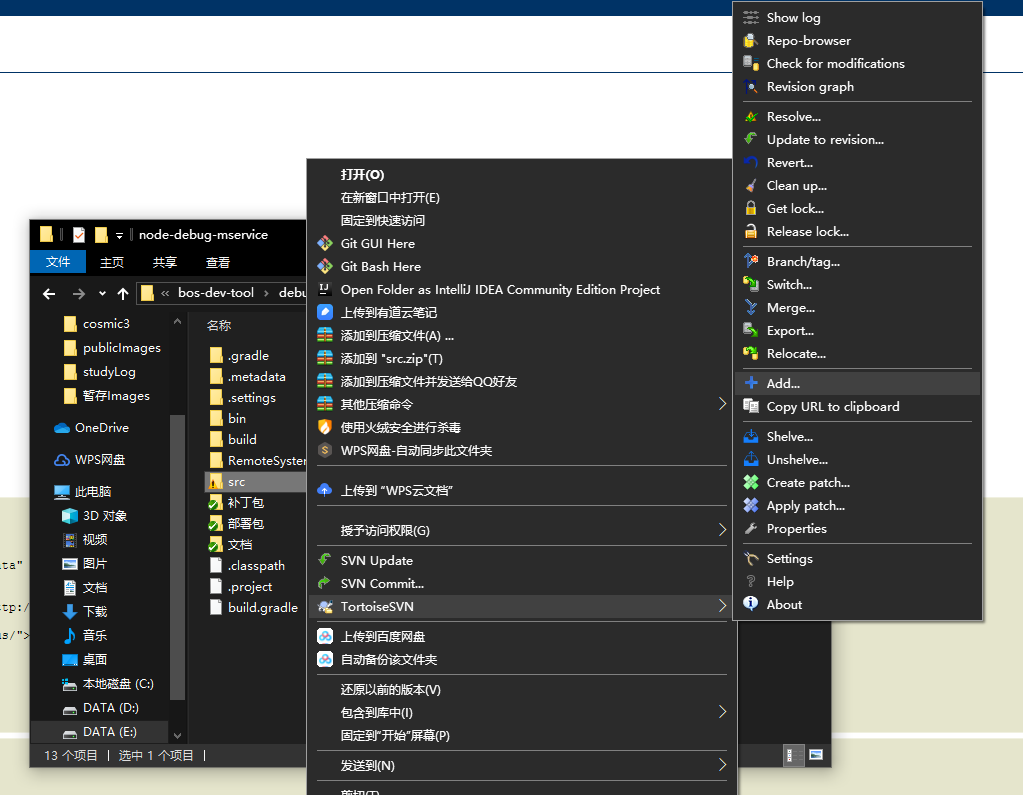 node-debug-mservice
文件
主页
共享
查看
bos-dev-tool
debu
cosmic3
publicImages
studyLog
暂存Images
OneDrive
WPS网盘
此电脑
3D 对象
视频
图片
文档
下载
音乐
桌面
本地磁盘 (C:)
DATA (D:)
DATA (E:)
名称
.gradle
.metadata
.settings
bin
build
RemoteSyster
src
补丁包
部署包
文档
.classpath
.project
build.gradle
13 个项目
选中 1 个项目
ta"
tp:/
s/">
打开(O)
在新窗口中打开(E)
固定到快速访问
Git GUI Here
Git Bash Here
Open Folder as IntelliJ IDEA Community Edition Project
上传到有道云笔记
添加到压缩文件(A) ...
添加到 "src.zip"(T)
添加到压缩文件并发送给QQ好友
其他压缩命令
使用火绒安全进行杀毒
WPS网盘-自动同步此文件夹
上传到 “WPS云文档”
授予访问权限(G)
SVN Update
SVN Commit...
TortoiseSVN
上传到百度网盘
自动备份该文件夹
还原以前的版本(V)
包含到库中(I)
固定到“开始”屏幕(P)
发送到(N)
剪切(T)
Show log
Repo-browser
Check for modifications
Revision graph
Resolve...
Update to revision...
Revert...
Clean up...
Get lock...
Release lock...
Branch/tag...
Switch...
Merge...
Export...
Relocate...
Add...
Copy URL to clipboard
Shelve...
Unshelve...
Create patch...
Apply patch...
Properties
Settings
Help
About